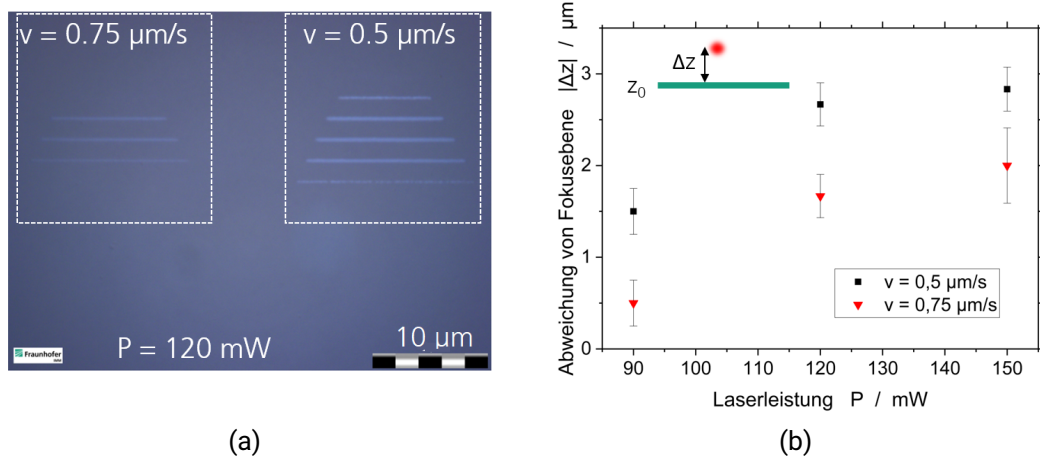 (b)
v = 0.75 µm/s
v = 0.5 µm/s
P = 120 mW
10 µm
Fraunhofer
Abweichung von Fokusebene |Δz| / µm
3
2
1
0
Δz
Z0
v = 0,5 µm/s
v = 0,75 µm/s
90 100 110 120 130 140 150
Laserleistung P / mW
(a)
(b)